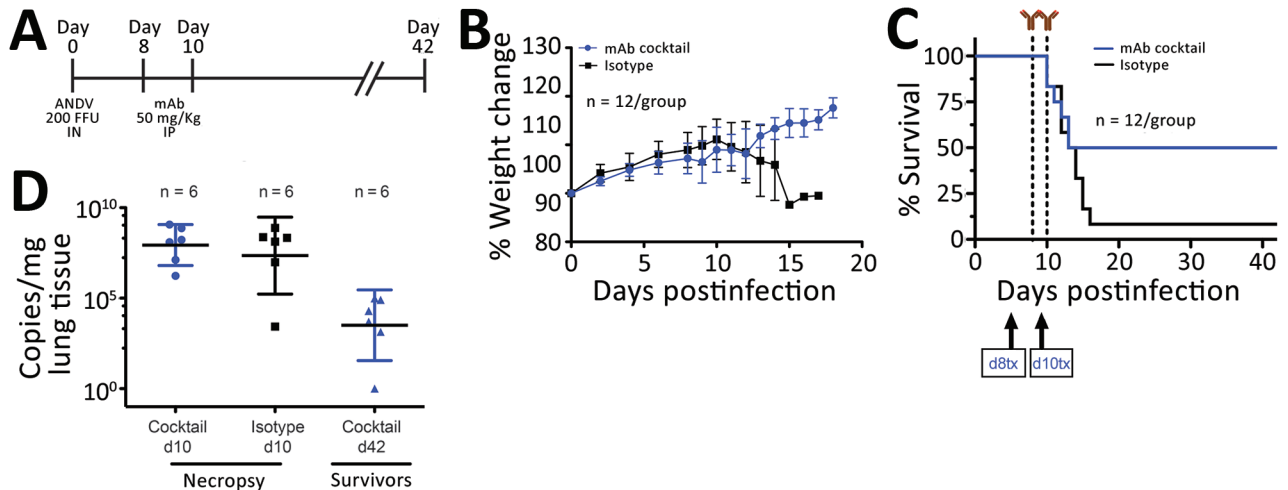 A
Day
0
Day
8
Day
10
Day
42
ANDV
200 FFU
IN
mAb
50 mg/Kg
IP
B
% Weight change
130
120
110
100
90
80
mAb cocktail
Isotype
n = 12/group
0
5
10
15
20
Days postinfection
C
% Survival
100
75
50
25
0
mAb cocktail
Isotype
n = 12/group
0
10
20
30
40
Days postinfection
d8tx
d10tx
D
Copies/mg
lung tissue
10^10
10^5
10^0
n = 6
n = 6
n = 6
Cocktail
d10
Isotype
d10
Cocktail
d42
Necropsy
Survivors